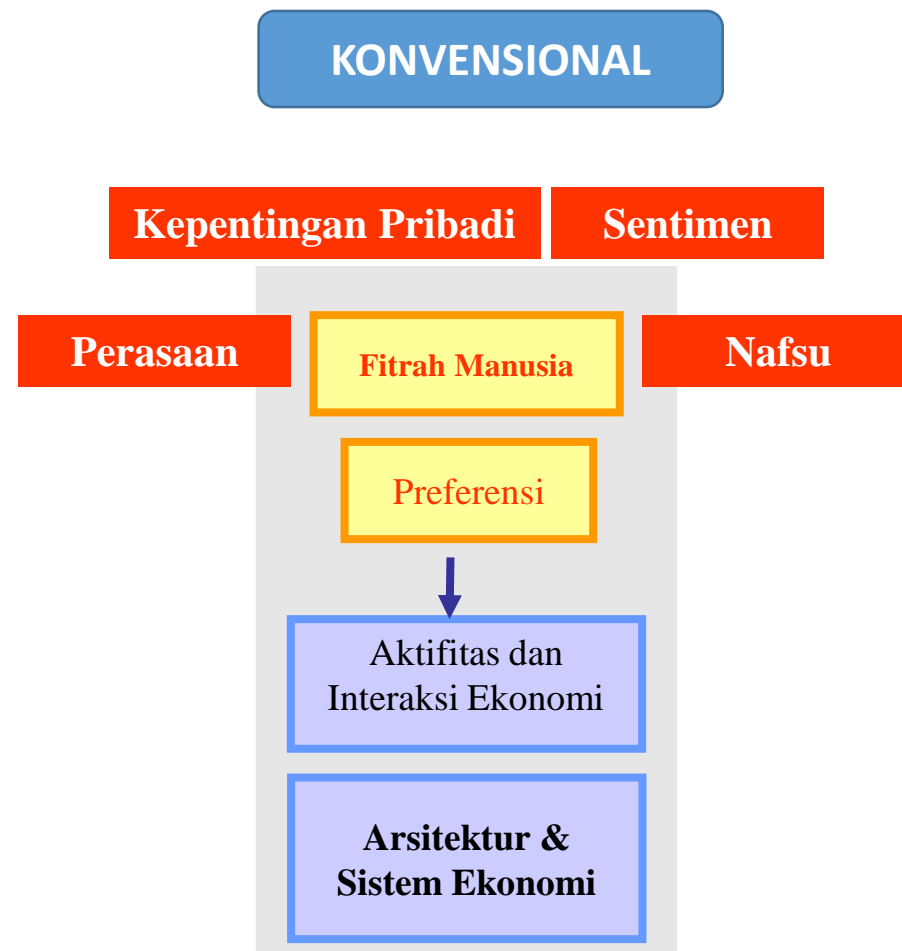 KONVENSIONAL
Kepentingan Pribadi
Sentimen
Perasaan
Fitrah Manusia
Nafsu
Preferensi
Aktifitas dan
Interaksi Ekonomi
Arsitektur &
Sistem Ekonomi